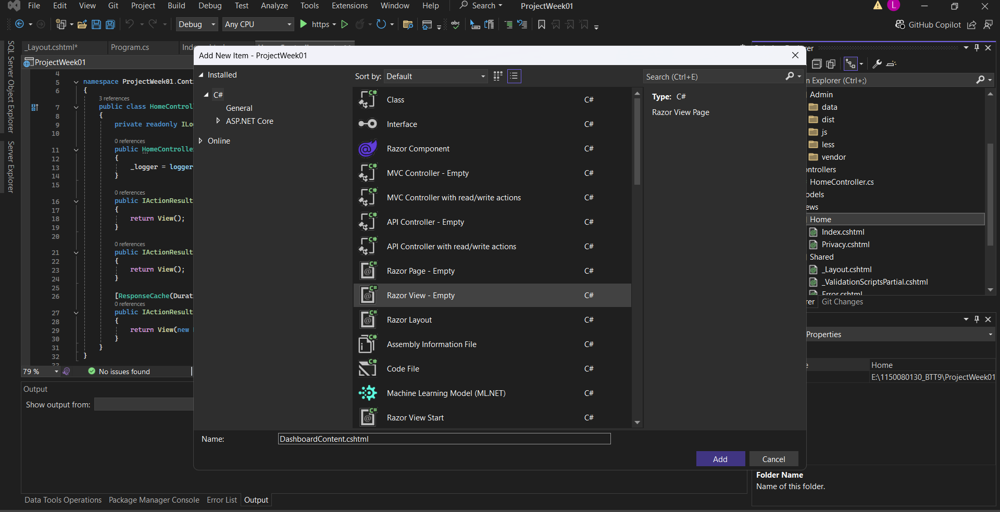 File Edit View Git Project Build Debug Test Analyze Tools Extensions Window Help Search ProjectWeek01 L
Debug Any CPU https GitHub Copilot
SQL Server Object Explorer
Server Explorer
_Layout.cshtml* Program.cs
ProjectWeek01
4
5 namespace ProjectWeek01.Cont
6 {
3 references
7 public class HomeControl
8 {
9 private readonly ILo
10
0 references
11 public HomeControlle
12 {
13 _logger = logger
14 }
15
0 references
16 public IActionResult
17 {
18 return View();
19 }
20
0 references
21 public IActionResult
22 {
23 return View();
24 }
25
26 [ResponseCache(Durat
0 references
27 public IActionResult
28 {
29 return View(new
30 }
31 }
32 }
79 % No issues found
Output
Show output from:
Data Tools Operations Package Manager Console Error List Output
Add New Item - ProjectWeek01
Installed
C#
General
ASP.NET Core
Online
Sort by: Default
Search (Ctrl+E)
Class C#
Interface C#
Razor Component C#
MVC Controller - Empty C#
MVC Controller with read/write actions C#
API Controller - Empty C#
API Controller with read/write actions C#
Razor Page - Empty C#
Razor View - Empty C#
Razor Layout C#
Assembly Information File C#
Code File C#
Machine Learning Model (ML.NET) C#
Razor View Start C#
Type: C#
Razor View Page
Name: DashboardContent.cshtml
Add Cancel
n Explorer (Ctrl+;)
Admin
data
dist
js
less
vendor
ontrollers
HomeController.cs
odels
ews
Home
Index.cshtml
Privacy.cshtml
Shared
_Layout.cshtml
_ValidationScriptsPartial.cshtml
Error.cshtml
rer Git Changes
Properties
e Home
E:\1150080130_BTT9\ProjectWeek01
Folder Name
Name of this folder.